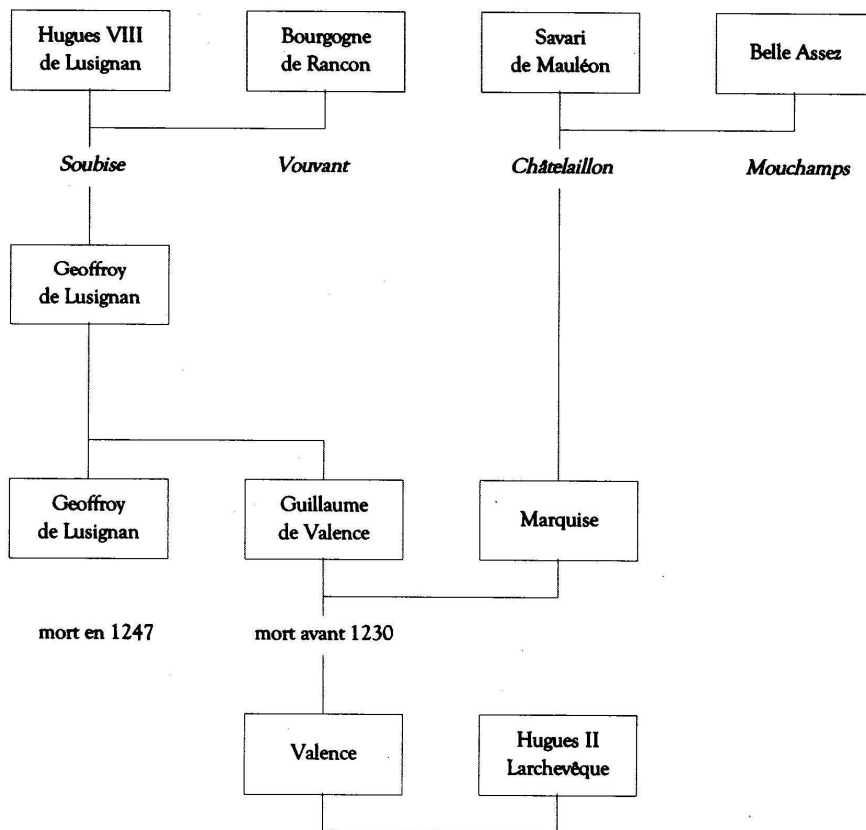 Hugues VIII
de Lusignan
Bourgogne
de Rancon
Savari
de Mauléon
Belle Assez
Soubise
Vouvant
Châtelaillon
Mouchamps
Geoffroy
de Lusignan
Geoffroy
de Lusignan
Guillaume
de Valence
Marquise
mort en 1247
mort avant 1230
Valence
Hugues II
Larchevêque